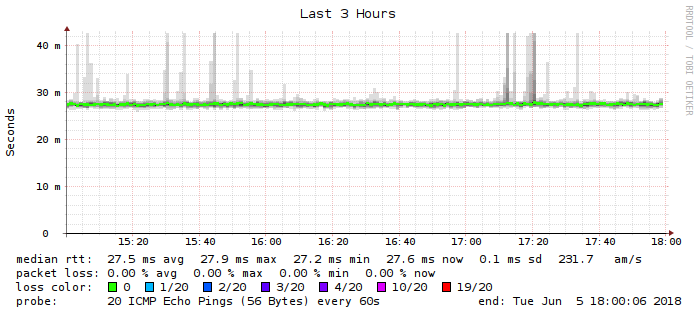 Last 3 Hours
RRDTOOL / TOBI OETIKER
Seconds
40 m
30 m
20 m
10 m
0
15:20 15:40 16:00 16:20 16:40 17:00 17:20 17:40 18:00
median rtt: 27.5 ms avg 27.9 ms max 27.2 ms min 27.6 ms now 0.1 ms sd 231.7 am/s
packet loss: 0.00 % avg 0.00 % max 0.00 % min 0.00 % now
loss color: 0 1/20 2/20 3/20 4/20 10/20 19/20
probe: 20 ICMP Echo Pings (56 Bytes) every 60s end: Tue Jun 5 18:00:06 2018